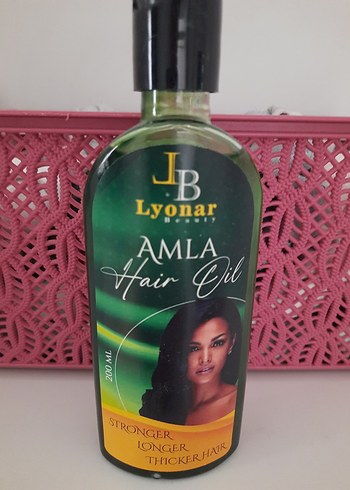 LB
Lyonar
Beauty
AMLA
Hair Oil
200 ML
STRONGER
LONGER
THICKER HAIR